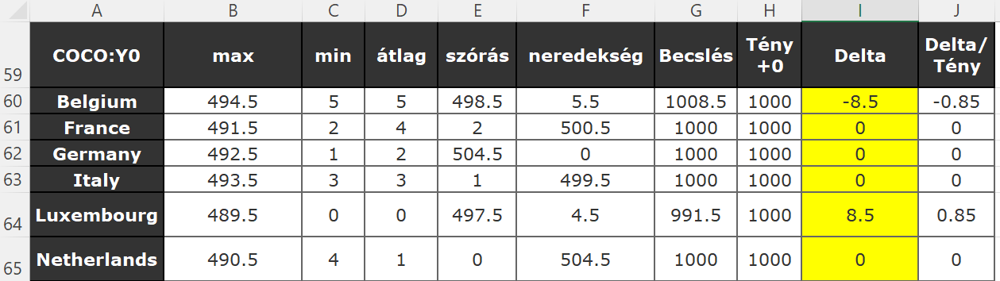 A B C D E F G H I J
59 COCO:Y0 max min átlag szórás neredekség Becslés Tény +0 Delta Delta/ Tény
60 Belgium 494.5 5 5 498.5 5.5 1008.5 1000 -8.5 -0.85
61 France 491.5 2 4 2 500.5 1000 1000 0 0
62 Germany 492.5 1 2 504.5 0 1000 1000 0 0
63 Italy 493.5 3 3 1 499.5 1000 1000 0 0
64 Luxembourg 489.5 0 0 497.5 4.5 991.5 1000 8.5 0.85
65 Netherlands 490.5 4 1 0 504.5 1000 1000 0 0